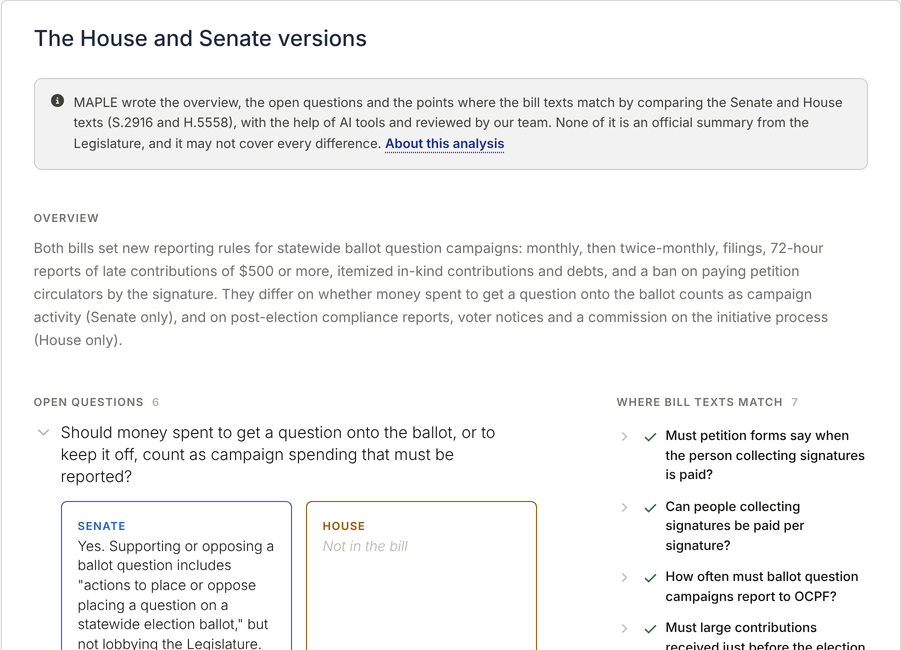 The House and Senate versions
MAPLE wrote the overview, the open questions and the points where the bill texts match by comparing the Senate and House
texts (S.2916 and H.5558), with the help of AI tools and reviewed by our team. None of it is an official summary from the
Legislature, and it may not cover every difference. About this analysis
OVERVIEW
Both bills set new reporting rules for statewide ballot question campaigns: monthly, then twice-monthly, filings, 72-hour
reports of late contributions of $500 or more, itemized in-kind contributions and debts, and a ban on paying petition
circulators by the signature. They differ on whether money spent to get a question onto the ballot counts as campaign
activity (Senate only), and on post-election compliance reports, voter notices and a commission on the initiative process
(House only).
OPEN QUESTIONS 6
Should money spent to get a question onto the ballot, or to
keep it off, count as campaign spending that must be
reported?
SENATE
Yes. Supporting or opposing a
ballot question includes
"actions to place or oppose
placing a question on a
statewide election ballot," but
not lobbying the Legislature.
HOUSE
Not in the bill
WHERE BILL TEXTS MATCH 7
Must petition forms say when
the person collecting signatures
is paid?
Can people collecting
signatures be paid per
signature?
How often must ballot question
campaigns report to OCPF?
Must large contributions
received just before the election